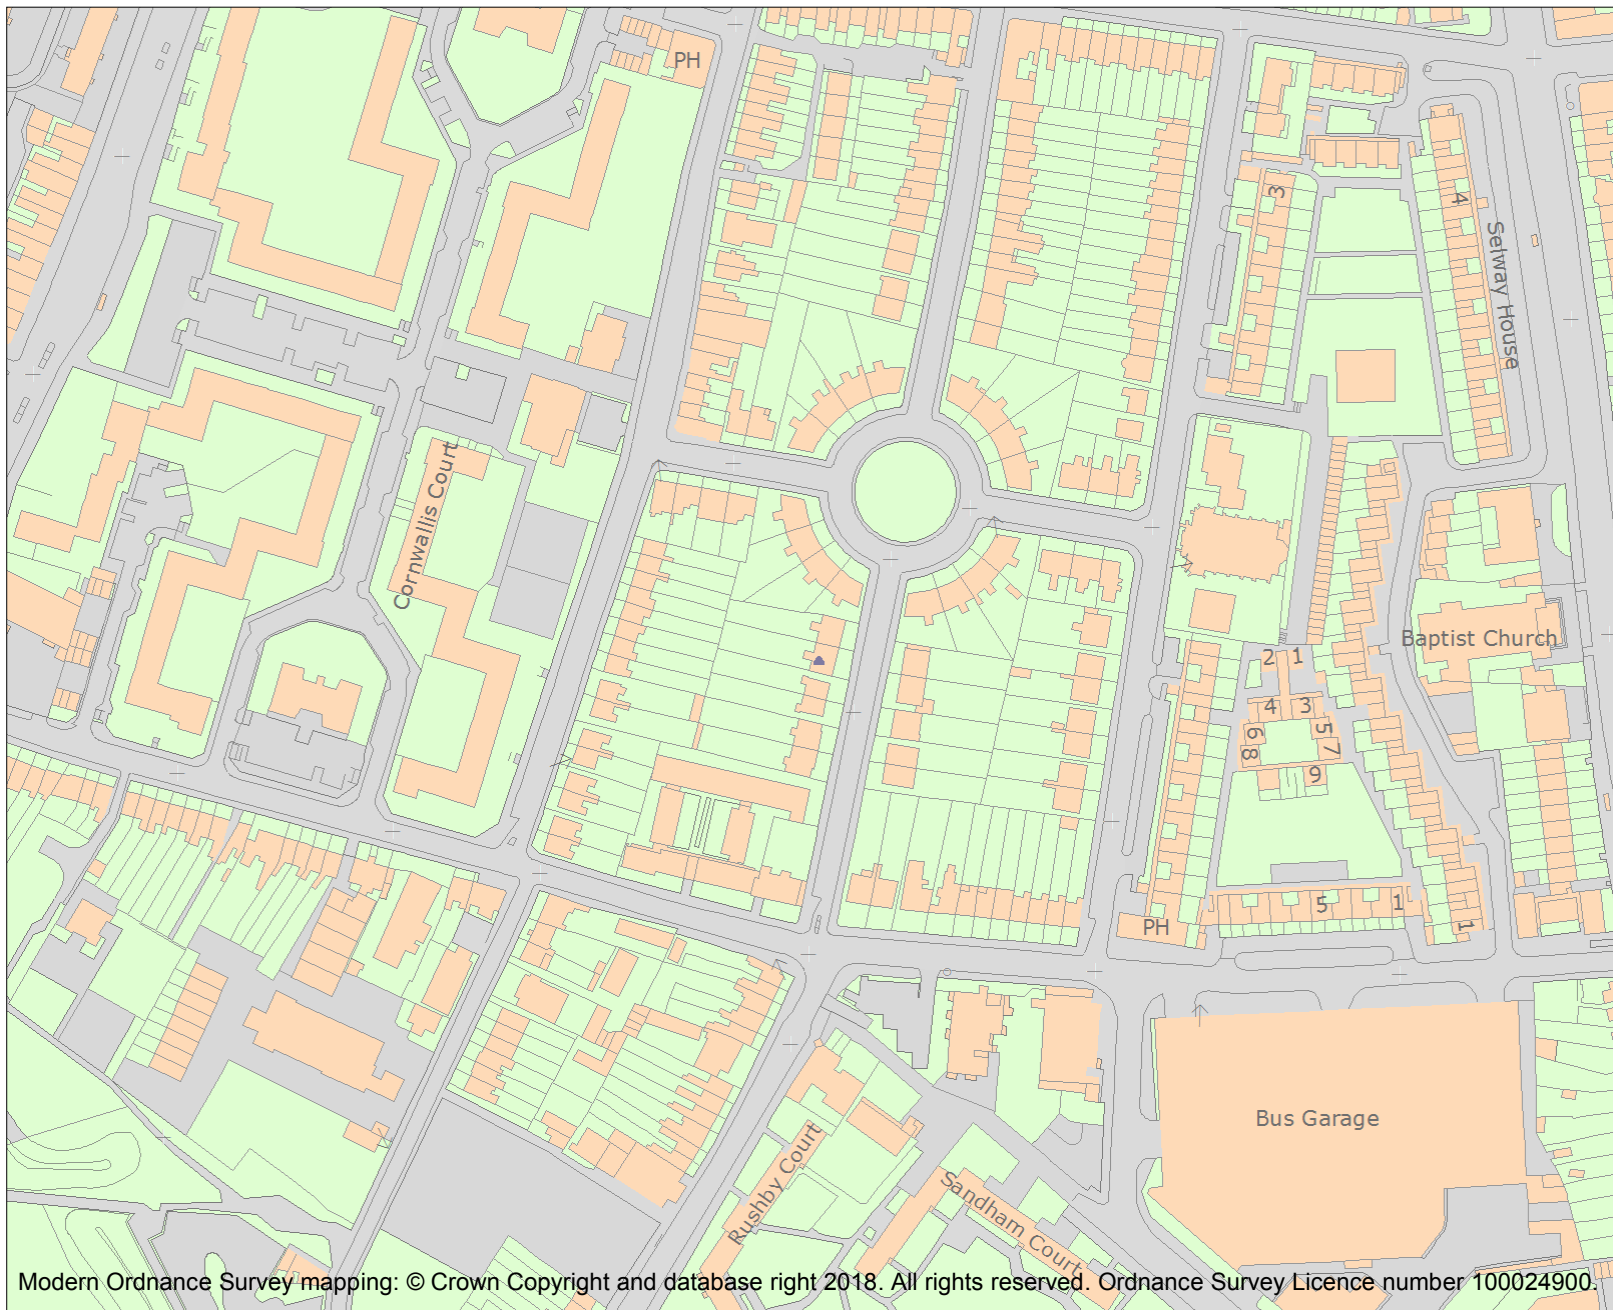 PH
3
4
Selway House
Cornwallis Court
Baptist Church
2 1
4 3
6 5
8 7
9
PH
5 1
1
Bus Garage
Rushby Court
Sandham Court
Modern Ordnance Survey mapping: © Crown Copyright and database right 2018. All rights reserved. Ordnance Survey Licence number 100024900.